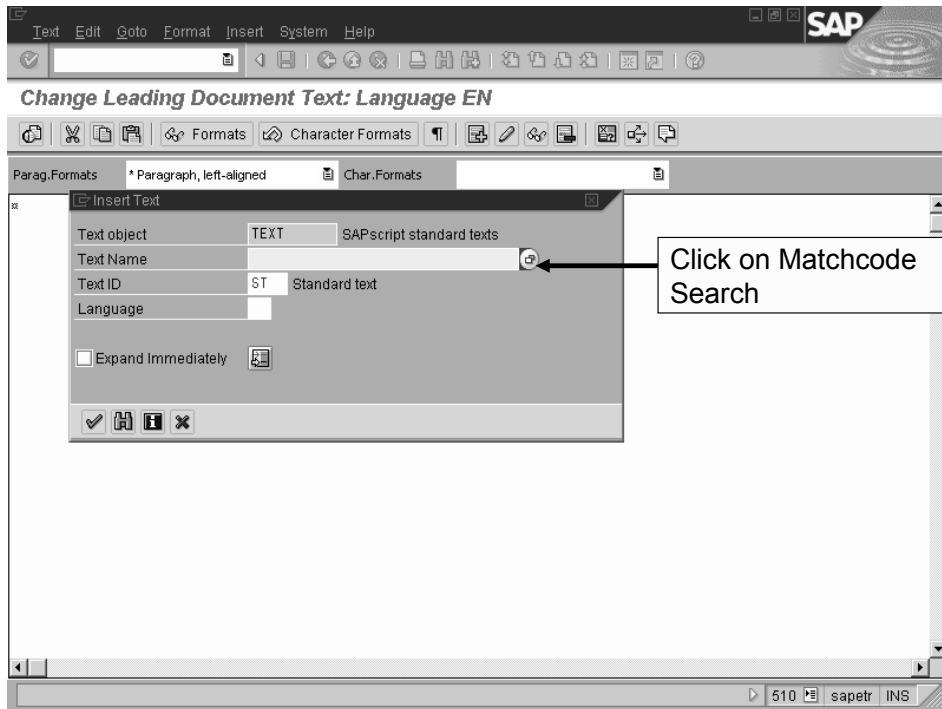 Text Edit Goto Format Insert System Help
SAP
Change Leading Document Text: Language EN
Formats Character Formats ¶
Parag.Formats * Paragraph, left-aligned Char.Formats
Insert Text
Text object TEXT SAPscript standard texts
Text Name
Text ID ST Standard text
Language
Expand Immediately
Click on Matchcode
Search
510 sapetr INS